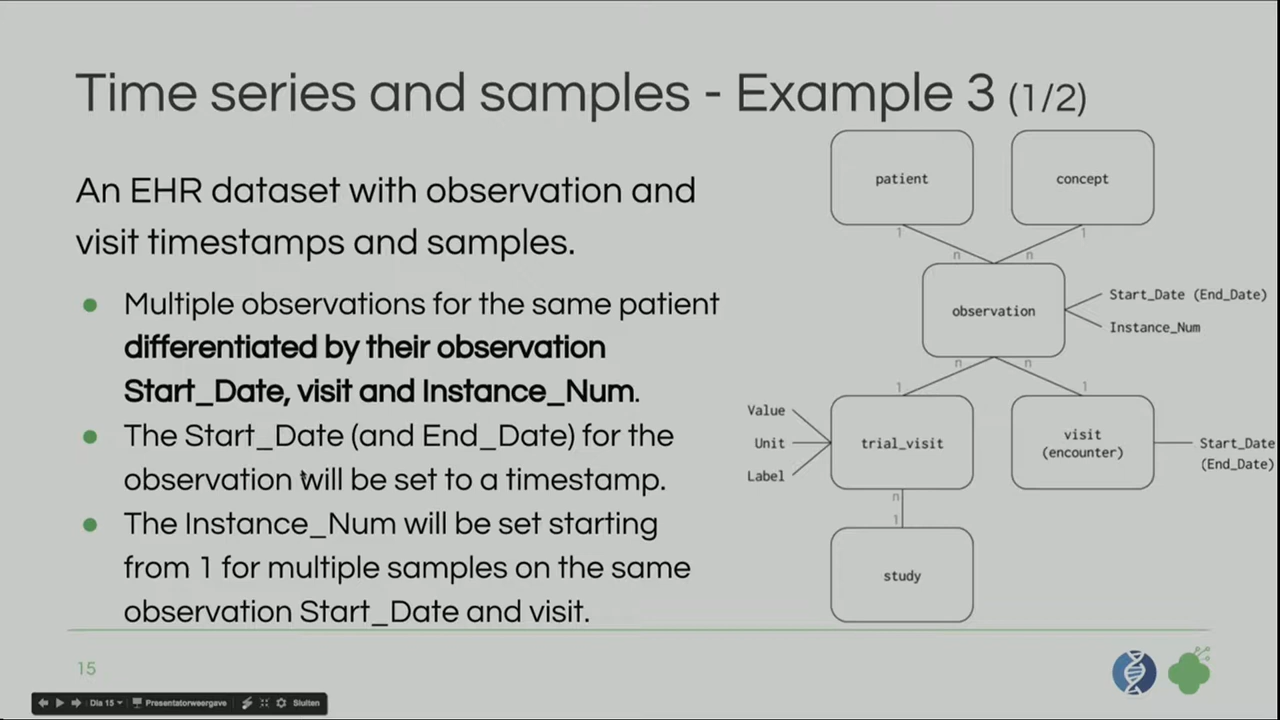 Time series and samples - Example 3 (1/2)
An EHR dataset with observation and
visit timestamps and samples.
Multiple observations for the same patient
differentiated by their observation
Start_Date, visit and Instance_Num.
The Start_Date (and End_Date) for the
observation will be set to a timestamp.
The Instance_Num will be set starting
from 1 for multiple samples on the same
observation Start_Date and visit.
patient
concept
1
1
n
n
observation
Start_Date (End_Date)
Instance_Num
n
n
1
1
Value
Unit
Label
trial_visit
visit
(encounter)
Start_Date
(End_Date)
n
1
study
15
Dia 15
Presentatorweergave
Sluiten